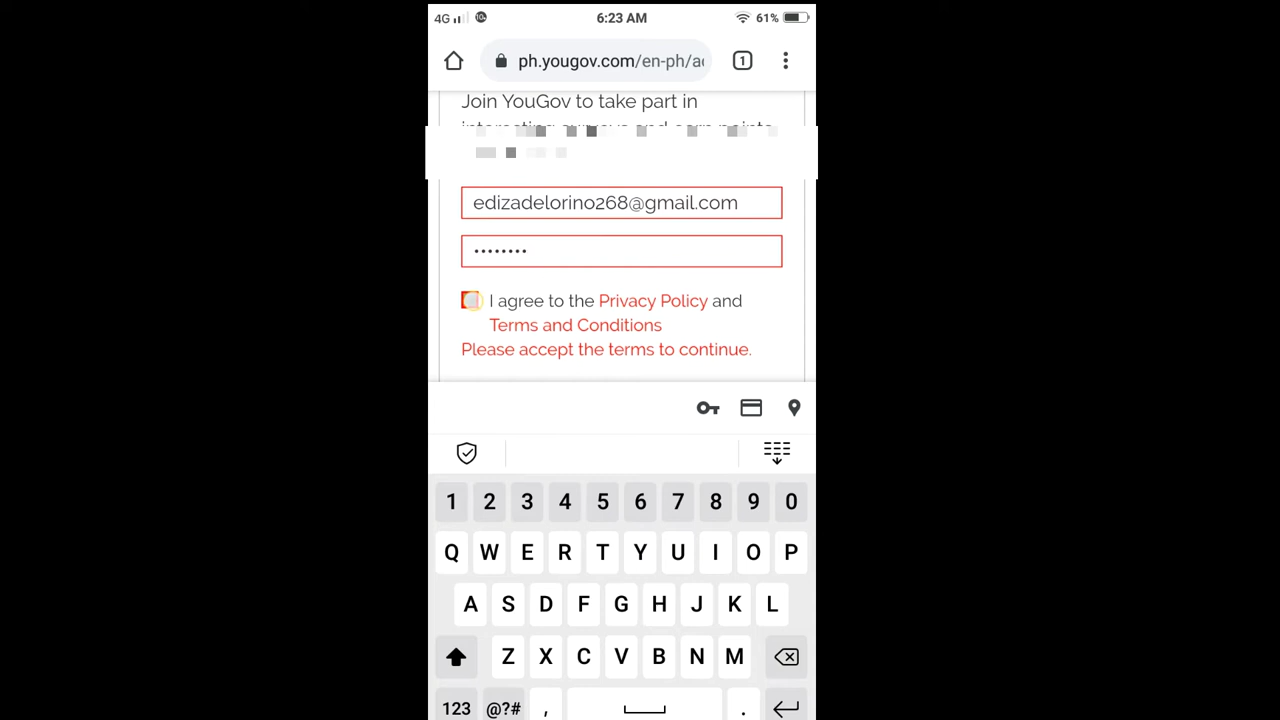 4G 6:23 AM 61%
ph.yougov.com/en-ph/ 1
Join YouGov to take part in
edizadelorino268@gmail.com
••••••••
I agree to the Privacy Policy and
Terms and Conditions
Please accept the terms to continue.
1 2 3 4 5 6 7 8 9 0
Q W E R T Y U I O P
A S D F G H J K L
Z X C V B N M
123 @?# , .